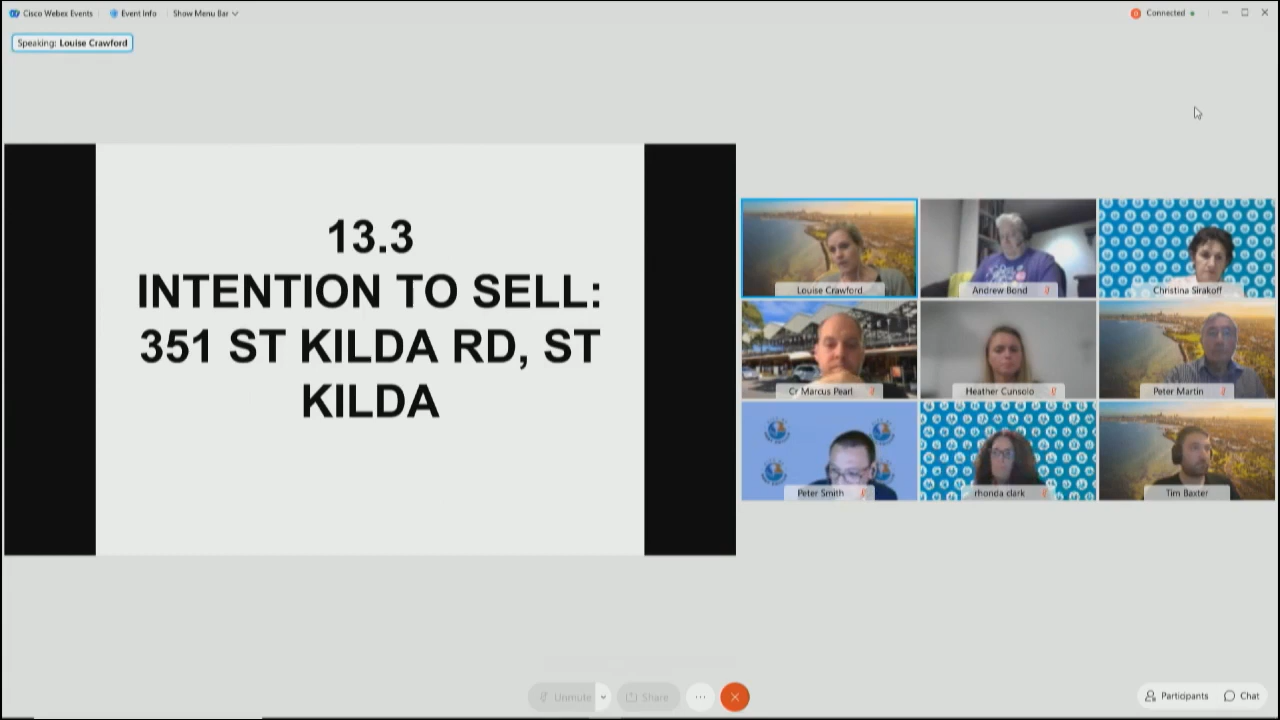 Cisco Webex Events
Event Info
Show Menu Bar
Connected
Speaking: Louise Crawford
13.3
INTENTION TO SELL:
351 ST KILDA RD, ST
KILDA
Louise Crawford
Andrew Bond
Christina Sirakoff
Cr Marcus Pearl
Heather Cunsolo
Peter Martin
Peter Smith
rhonda clark
Tim Baxter
Unmute
Share
Participants
Chat